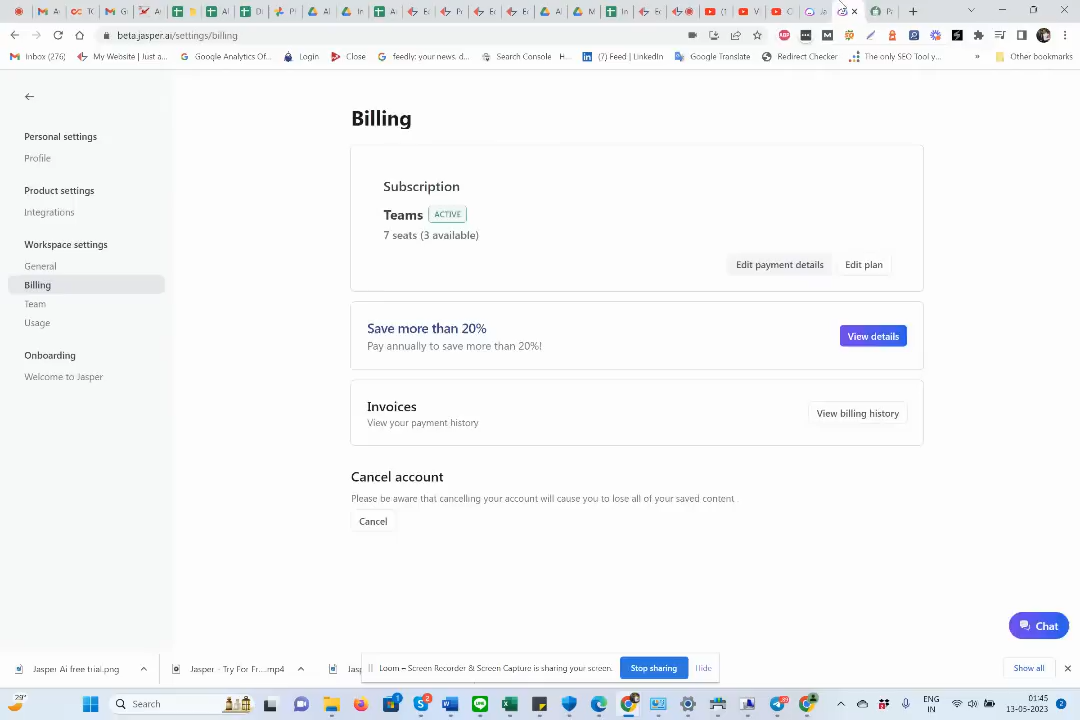 beta.jasper.ai/settings/billing
Inbox (276)
My Website | Just a...
Google Analytics Of...
Login
Close
feedly: your news. d...
Search Console
(7) Feed | LinkedIn
Google Translate
Redirect Checker
The only SEO Tool y...
»
Other bookmarks
Personal settings
Profile
Product settings
Integrations
Workspace settings
General
Billing
Team
Usage
Onboarding
Welcome to Jasper
Billing
Subscription
Teams ACTIVE
7 seats (3 available)
Edit payment details Edit plan
Save more than 20%
Pay annually to save more than 20%!
View details
Invoices
View your payment history
View billing history
Cancel account
Please be aware that cancelling your account will cause you to lose all of your saved content .
Cancel
Chat
Jasper Ai free trial.png
Jasper - Try For Fr....mp4
Loom – Screen Recorder & Screen Capture is sharing your screen.
Stop sharing
Hide
Show all
29°
Search
ENG
IN
01:45
13-05-2023